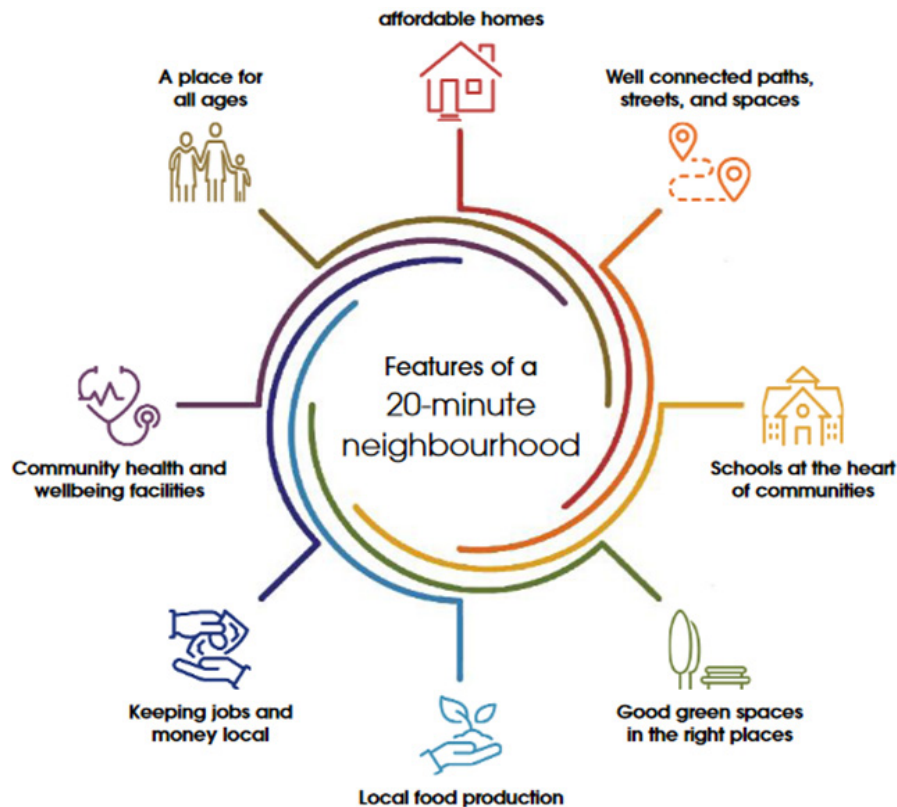 affordable homes
Well connected paths,
streets, and spaces
Schools at the heart
of communities
Good green spaces
in the right places
Local food production
Keeping jobs and
money local
Community health and
wellbeing facilities
A place for
all ages
Features of a
20-minute
neighbourhood